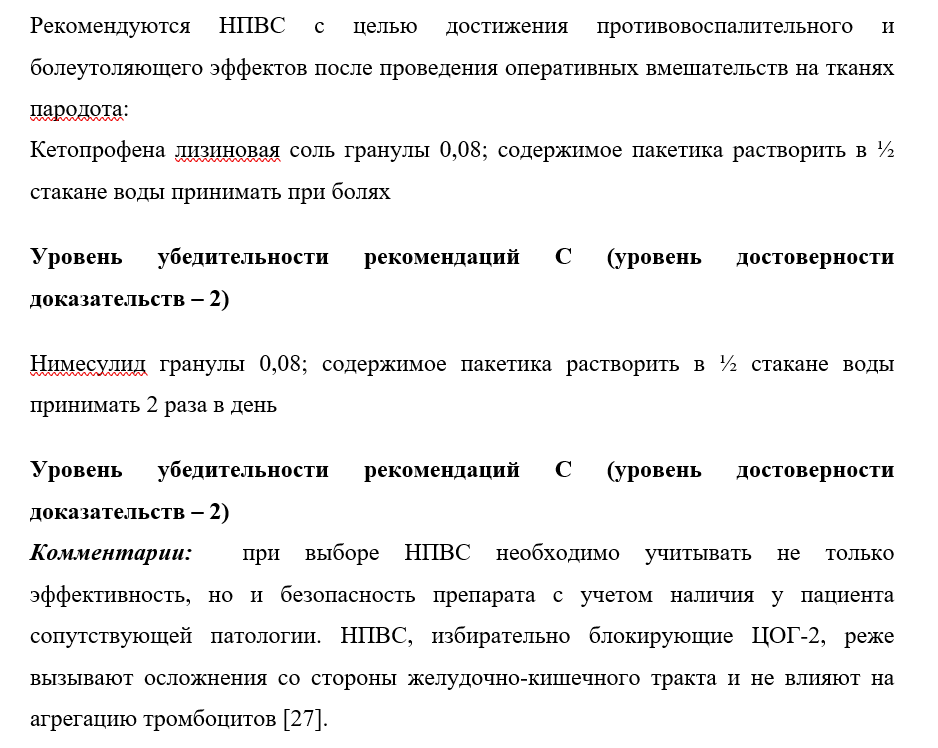 Рекомендуются НПВС с целью достижения противовоспалительного и
болеутоляющего эффектов после проведения оперативных вмешательств на тканях
пародота:
Кетопрофена лизиновая соль гранулы 0,08; содержимое пакетика растворить в ½
стакане воды принимать при болях
Уровень убедительности рекомендаций С (уровень достоверности
доказательств – 2)
Нимесулид гранулы 0,08; содержимое пакетика растворить в ½ стакане воды
принимать 2 раза в день
Уровень убедительности рекомендаций С (уровень достоверности
доказательств – 2)
Комментарии: при выборе НПВС необходимо учитывать не только
эффективность, но и безопасность препарата с учетом наличия у пациента
сопутствующей патологии. НПВС, избирательно блокирующие ЦОГ-2, реже
вызывают осложнения со стороны желудочно-кишечного тракта и не влияют на
агрегацию тромбоцитов [27].